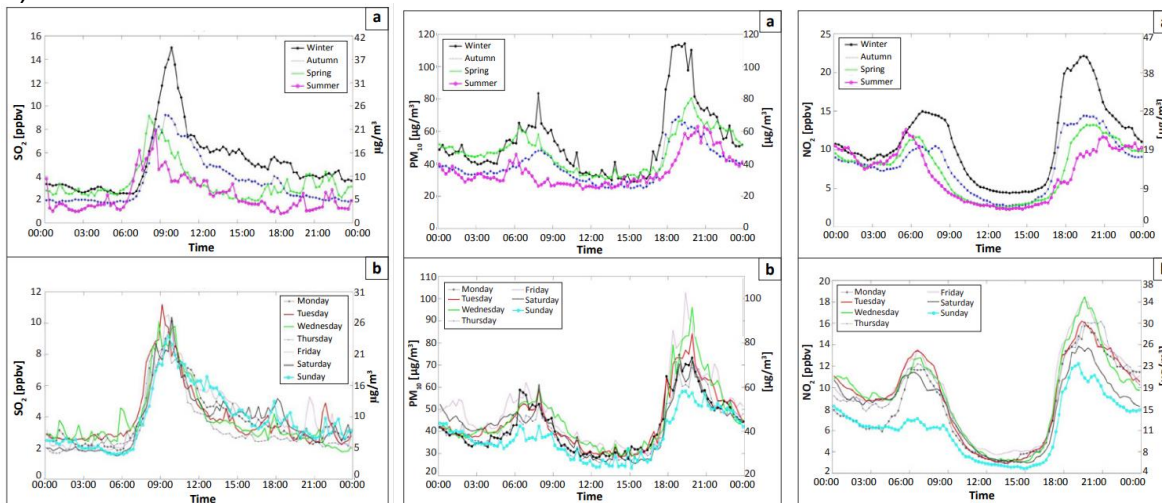 a
SO₂ [ppbv]
16
14
12
10
8
6
4
2
0
Winter
Autumn
Spring
Summer
42
38
34
30
26
22
18
14
10
5
0
µg/m³
00:00 03:00 06:00 09:00 12:00 15:00 18:00 21:00 00:00
Time
a
PM₁₀ [µg/m³]
120
100
80
60
40
20
0
Winter
Autumn
Spring
Summer
120
100
80
60
40
20
0
[µg/m³]
00:00 03:00 06:00 09:00 12:00 15:00 18:00 21:00 00:00
Time
NO₂ [ppbv]
25
20
15
10
5
0
Winter
Autumn
Spring
Summer
47
38
28
19
9
0
µg/m³
00:00 03:00 06:00 09:00 12:00 15:00 18:00 21:00 00:00
Time
b
SO₂ [ppbv]
12
10
8
6
4
2
0
Monday
Tuesday
Wednesday
Thursday
Friday
Saturday
Sunday
31
26
21
16
10
5
0
µg/m³
00:00 03:00 06:00 09:00 12:00 15:00 18:00 21:00 00:00
Time
b
PM₁₀ [µg/m³]
110
100
90
80
70
60
50
40
30
20
Monday Friday
Tuesday Saturday
Wednesday Sunday
Thursday
100
80
60
40
20
[µg/m³]
00:00 03:00 06:00 09:00 12:00 15:00 18:00 21:00 00:00
Time
NO₂ [ppbv]
20
18
16
14
12
10
8
6
4
2
Monday Friday
Tuesday Saturday
Wednesday Sunday
Thursday
38
34
30
26
23
19
15
11
8
4
µg/m³
00:00 03:00 06:00 09:00 12:00 15:00 18:00 21:00 00:00
Time